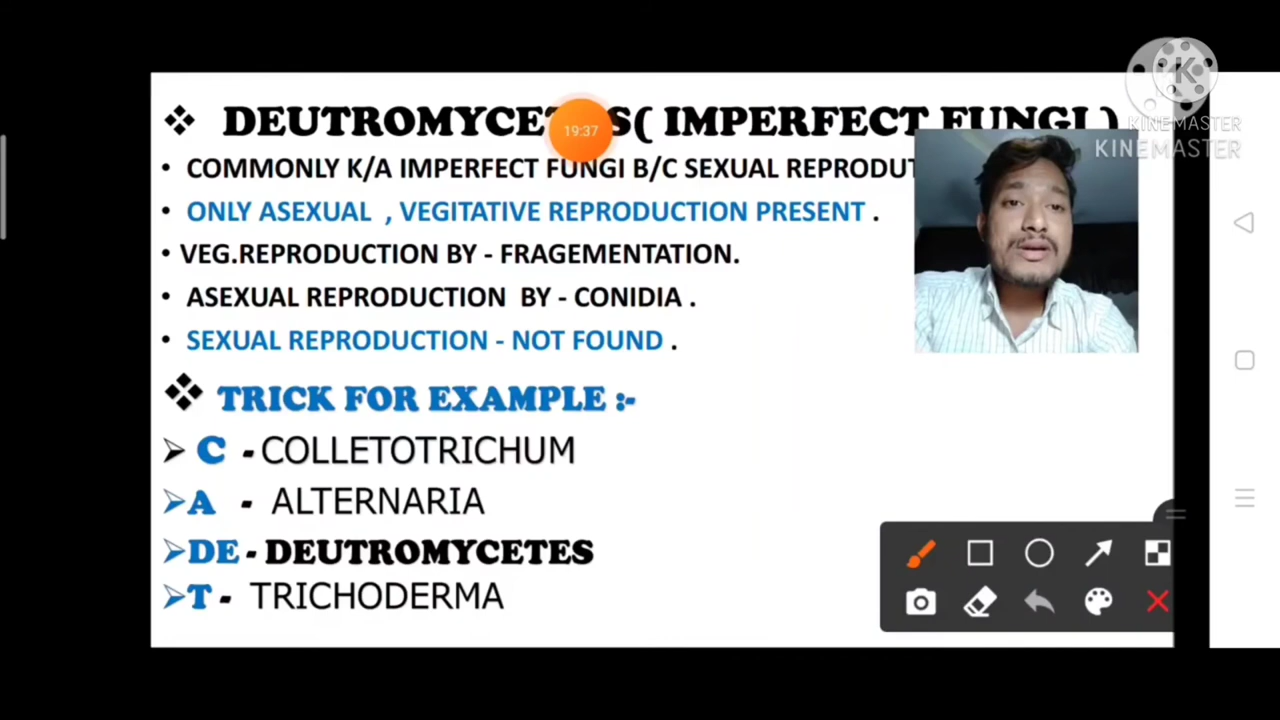 ❖ DEUTROMYCETES( IMPERFECT FUNGI )
19:37
KINEMASTER
KINEMASTER
• COMMONLY K/A IMPERFECT FUNGI B/C SEXUAL
• ONLY ASEXUAL , VEGITATIVE REPRODUCTION PRESENT .
• VEG.REPRODUCTION BY - FRAGEMENTATION.
• ASEXUAL REPRODUCTION BY - CONIDIA .
• SEXUAL REPRODUCTION - NOT FOUND .
❖ TRICK FOR EXAMPLE :-
➢ C - COLLETOTRICHUM
➢A - ALTERNARIA
➢DE - DEUTROMYCETES
➢T - TRICHODERMA